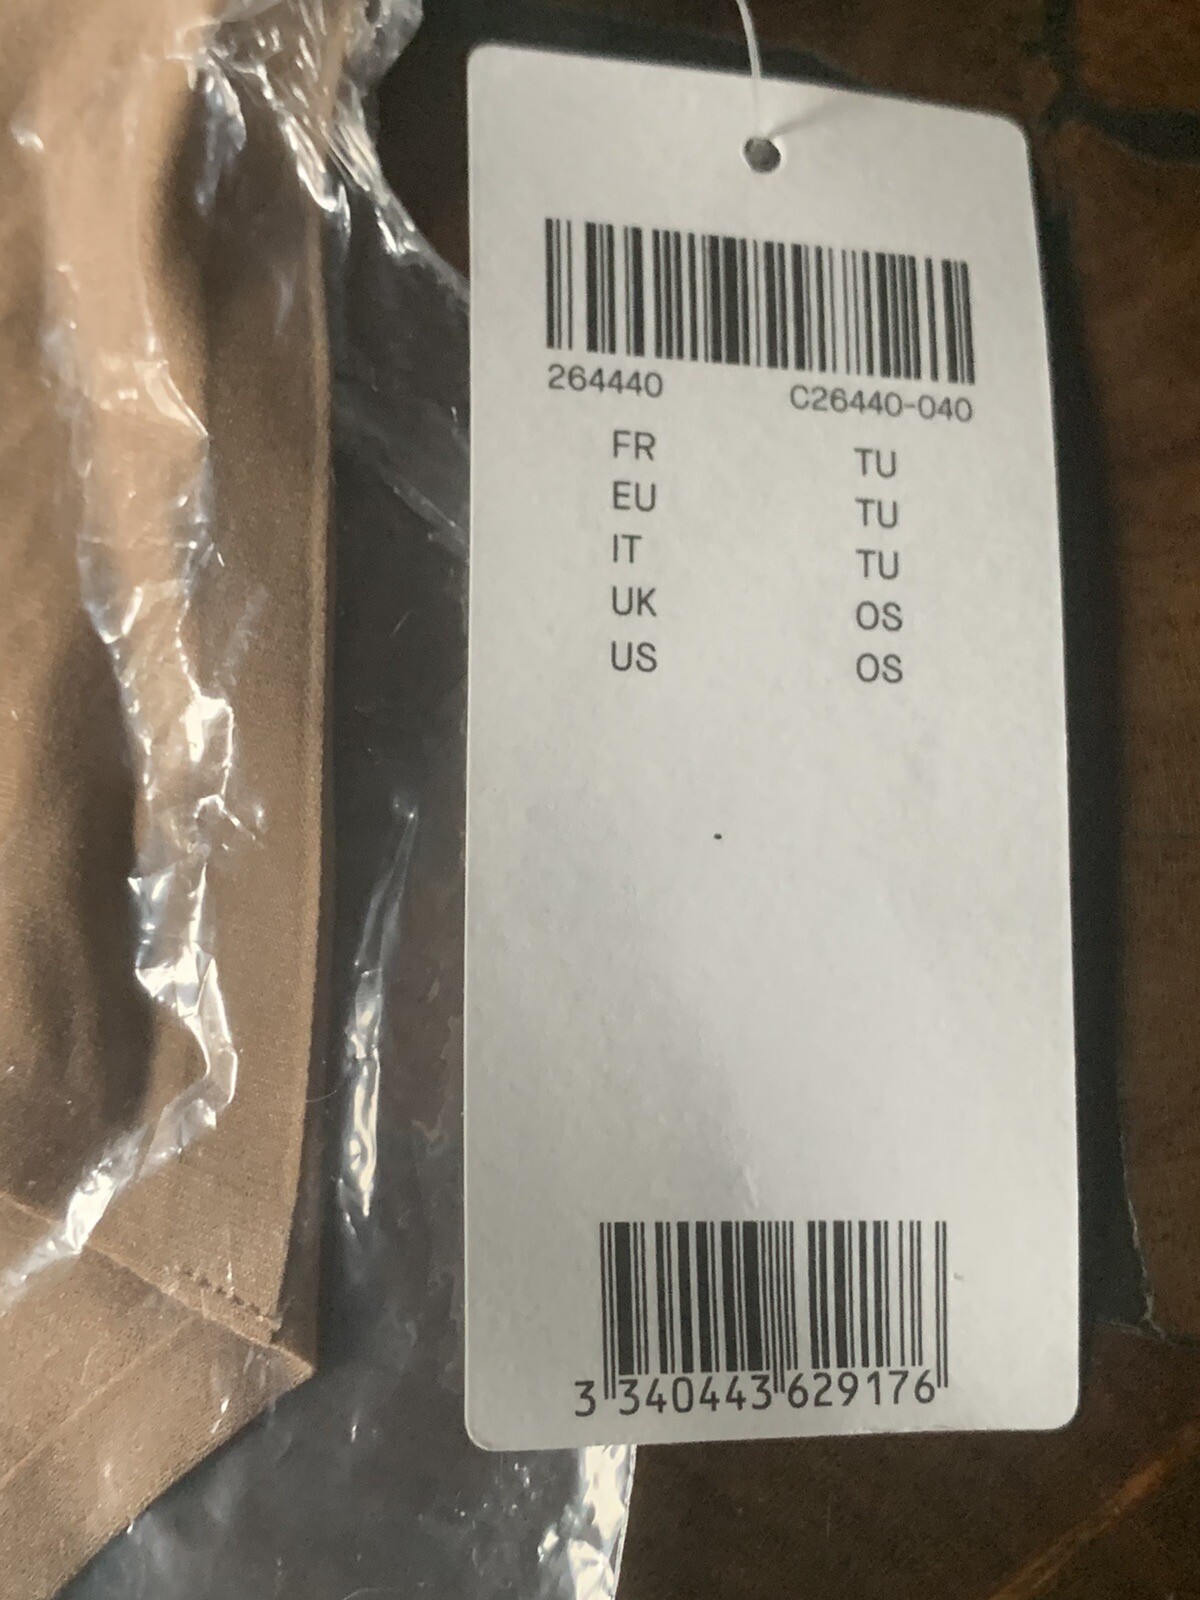 264440 C26440-040
FR TU
EU TU
IT TU
UK OS
US OS
3 340443 629176